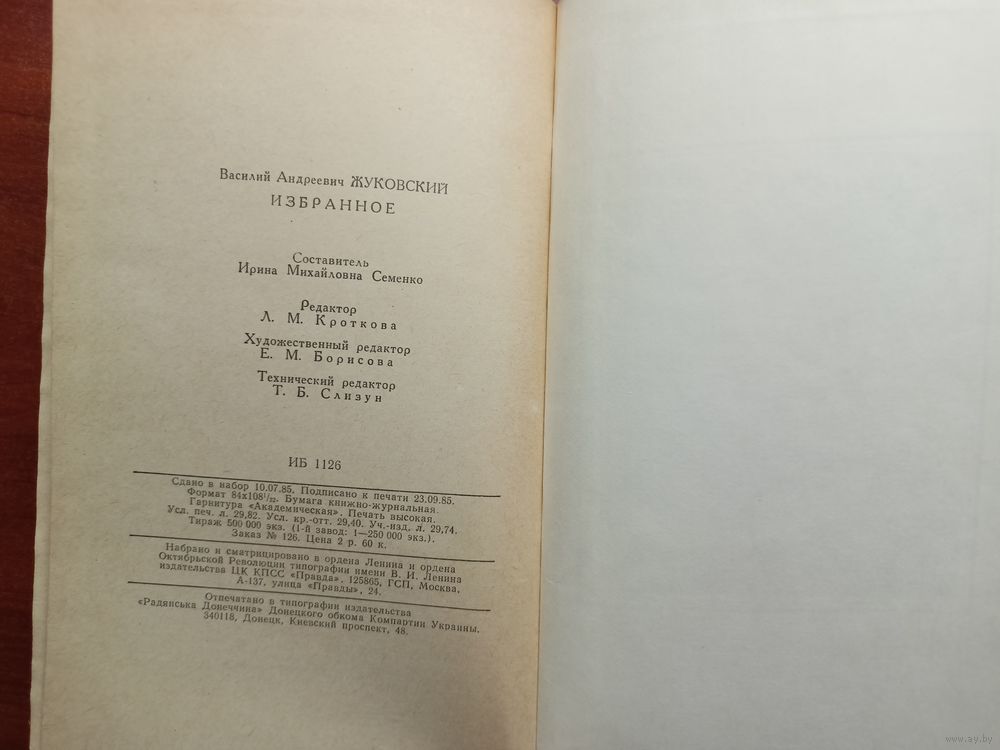 Василий Андреевич ЖУКОВСКИЙ
ИЗБРАННОЕ
Составитель
Ирина Михайловна Семенко
Редактор
Л. М. Кроткова
Художественный редактор
Е. М. Борисова
Технический редактор
Т. Б. Слизун
ИБ 1126
Сдано в набор 10.07.85. Подписано к печати 23.09.85.
Формат 84х108¹/₃₂. Бумага книжно-журнальная.
Гарнитура «Академическая». Печать высокая.
Усл. печ. л. 29,82. Усл. кр.-отт. 29,40. Уч.-изд. л. 29,74.
Тираж 500 000 экз. (1-й завод: 1—250 000 экз.).
Заказ № 126. Цена 2 р. 60 к.
Набрано и сматрицировано в ордена Ленина и ордена
Октябрьской Революции типографии имени В. И. Ленина
издательства ЦК КПСС «Правда», 125865, ГСП, Москва,
А-137, улица «Правды», 24.
Отпечатано в типографии издательства
«Радянська Донеччина» Донецкого обкома Компартии Украины,
340118, Донецк, Киевский проспект, 48.
www.ay.by